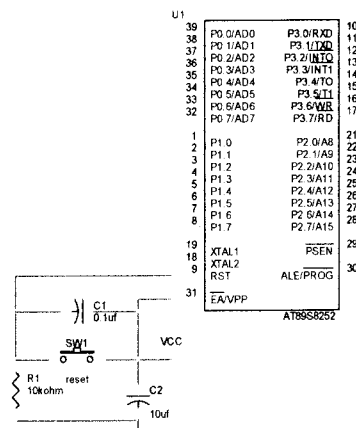 U1
39 P0.0/AD0 P3.0/RXD 10
38 P0.1/AD1 P3.1/TXD 11
37 P0.2/AD2 P3.2/INTO 12
36 P0.3/AD3 P3.3/INT1 13
35 P0.4/AD4 P3.4/TO 14
34 P0.5/AD5 P3.5/T1 15
33 P0.6/AD6 P3.6/WR 16
32 P0.7/AD7 P3.7/RD 17
1 P1.0 P2.0/A8 21
2 P1.1 P2.1/A9 22
3 P1.2 P2.2/A10 23
4 P1.3 P2.3/A11 24
5 P1.4 P2.4/A12 25
6 P1.5 P2.5/A13 26
7 P1.6 P2.6/A14 27
8 P1.7 P2.7/A15 28
19 XTAL1 PSEN 29
18 XTAL2
9 RST ALE/PROG 30
31 EA/VPP
AT89S8252
C1
0.1uf
SW1
VCC
R1 reset
10kohm
C2
10uf